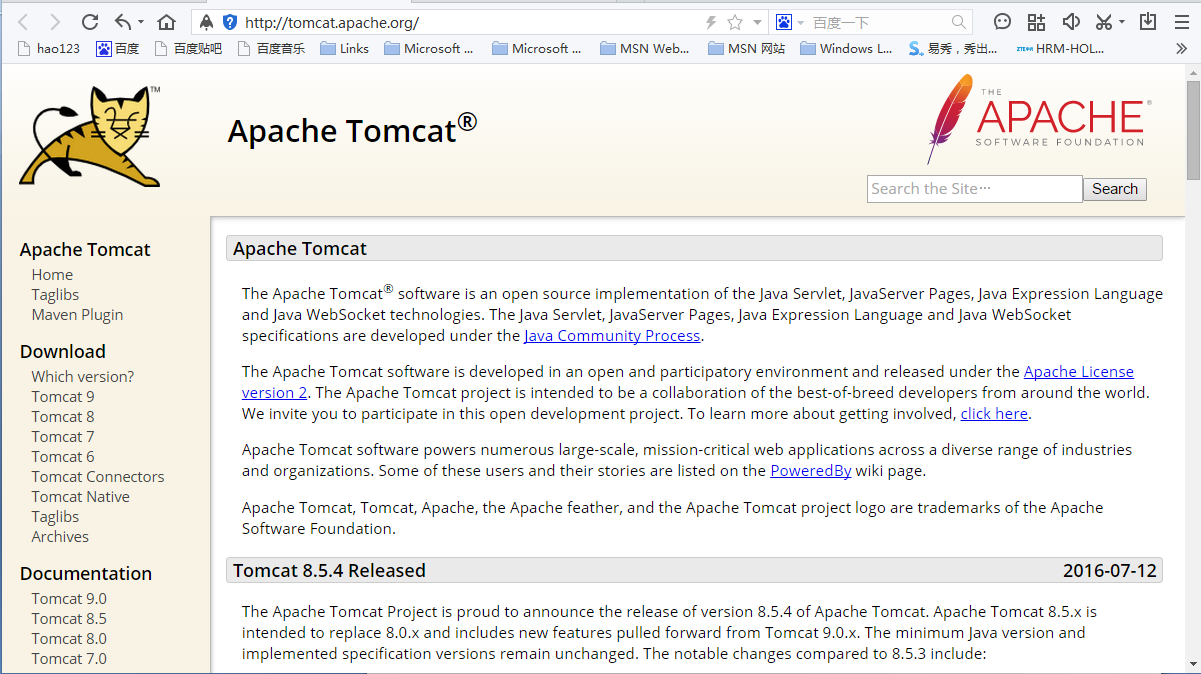 http://tomcat.apache.org/
百度一下
hao123
百度
百度贴吧
百度音乐
Links
Microsoft ...
Microsoft ...
MSN Web...
MSN 网站
Windows L...
易秀，秀出...
HRM-HOL...
TM
Apache Tomcat®
THE
APACHE®
SOFTWARE FOUNDATION
Search the Site…
Search
Apache Tomcat
Home
Taglibs
Maven Plugin
Download
Which version?
Tomcat 9
Tomcat 8
Tomcat 7
Tomcat 6
Tomcat Connectors
Tomcat Native
Taglibs
Archives
Documentation
Tomcat 9.0
Tomcat 8.5
Tomcat 8.0
Tomcat 7.0
Apache Tomcat
The Apache Tomcat® software is an open source implementation of the Java Servlet, JavaServer Pages, Java Expression Language
and Java WebSocket technologies. The Java Servlet, JavaServer Pages, Java Expression Language and Java WebSocket
specifications are developed under the Java Community Process.
The Apache Tomcat software is developed in an open and participatory environment and released under the Apache License
version 2. The Apache Tomcat project is intended to be a collaboration of the best-of-breed developers from around the world.
We invite you to participate in this open development project. To learn more about getting involved, click here.
Apache Tomcat software powers numerous large-scale, mission-critical web applications across a diverse range of industries
and organizations. Some of these users and their stories are listed on the PoweredBy wiki page.
Apache Tomcat, Tomcat, Apache, the Apache feather, and the Apache Tomcat project logo are trademarks of the Apache
Software Foundation.
Tomcat 8.5.4 Released 2016-07-12
The Apache Tomcat Project is proud to announce the release of version 8.5.4 of Apache Tomcat. Apache Tomcat 8.5.x is
intended to replace 8.0.x and includes new features pulled forward from Tomcat 9.0.x. The minimum Java version and
implemented specification versions remain unchanged. The notable changes compared to 8.5.3 include: